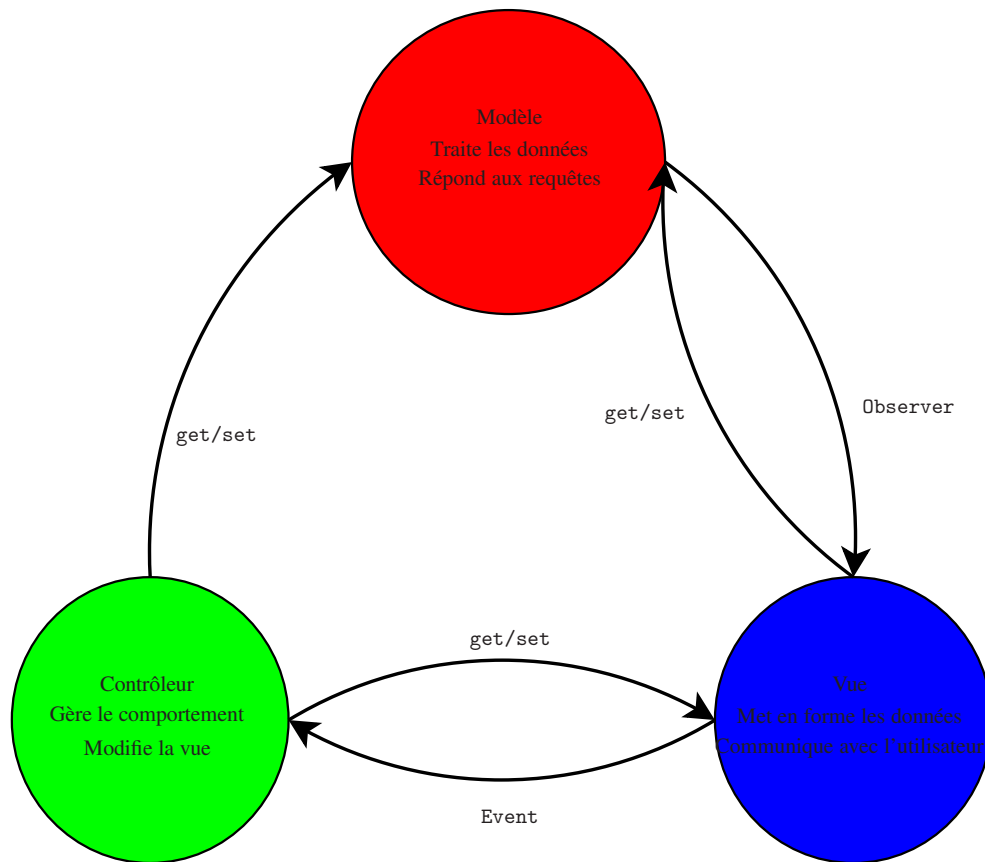 Modèle
Traite les données
Répond aux requêtes
Observer
get/set
get/set
get/set
Contrôleur
Gère le comportement
Modifie la vue
Vue
Met en forme les données
Communique avec l'utilisateur
Event